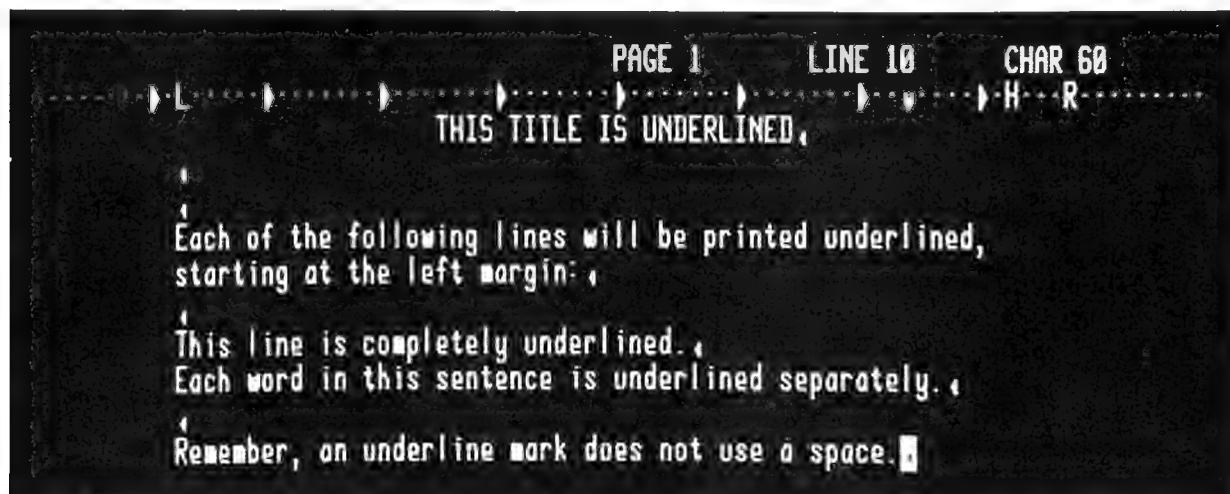 PAGE 1 LINE 10 CHAR 60
L H R
THIS TITLE IS UNDERLINED
Each of the following lines will be printed underlined,
starting at the left margin:
This line is completely underlined.
Each word in this sentence is underlined separately.
Remember, an underline mark does not use a space.